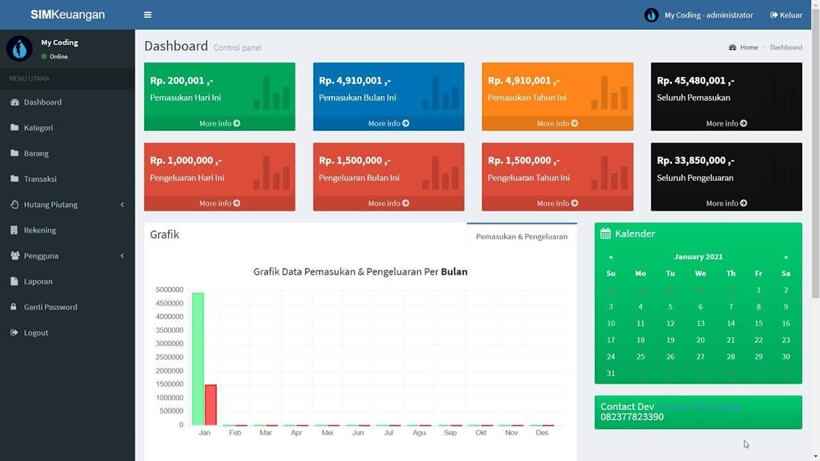 SIMKeuangan
My Coding - administrator
Keluar
My Coding
Online
MENU UTAMA
Dashboard
Kategori
Barang
Transaksi
Hutang Piutang
Rekening
Pengguna
Laporan
Ganti Password
Logout
Dashboard Control panel
Home Dashboard
Rp. 200,001 ,-
Pemasukan Hari Ini
More info
Rp. 4,910,001 ,-
Pemasukan Bulan Ini
More info
Rp. 4,910,001 ,-
Pemasukan Tahun Ini
More info
Rp. 45,480,001 ,-
Seluruh Pemasukan
More info
Rp. 1,000,000 ,-
Pengeluaran Hari Ini
More info
Rp. 1,500,000 ,-
Pengeluaran Bulan Ini
More info
Rp. 1,500,000 ,-
Pengeluaran Tahun Ini
More info
Rp. 33,850,000 ,-
Seluruh Pengeluaran
More info
Grafik
Pemasukan & Pengeluaran
Grafik Data Pemasukan & Pengeluaran Per Bulan
5000000
4500000
4000000
3500000
3000000
2500000
2000000
1500000
1000000
500000
0
Jan Feb Mar Apr Mei Jun Jul Agu Sep Okt Nov Des
Kalender
« January 2021 »
Su Mo Tu We Th Fr Sa
1 2
3 4 5 6 7 8 9
10 11 12 13 14 15 16
17 18 19 20 21 22 23
24 25 26 27 28 29 30
31
Contact Dev
082377823390